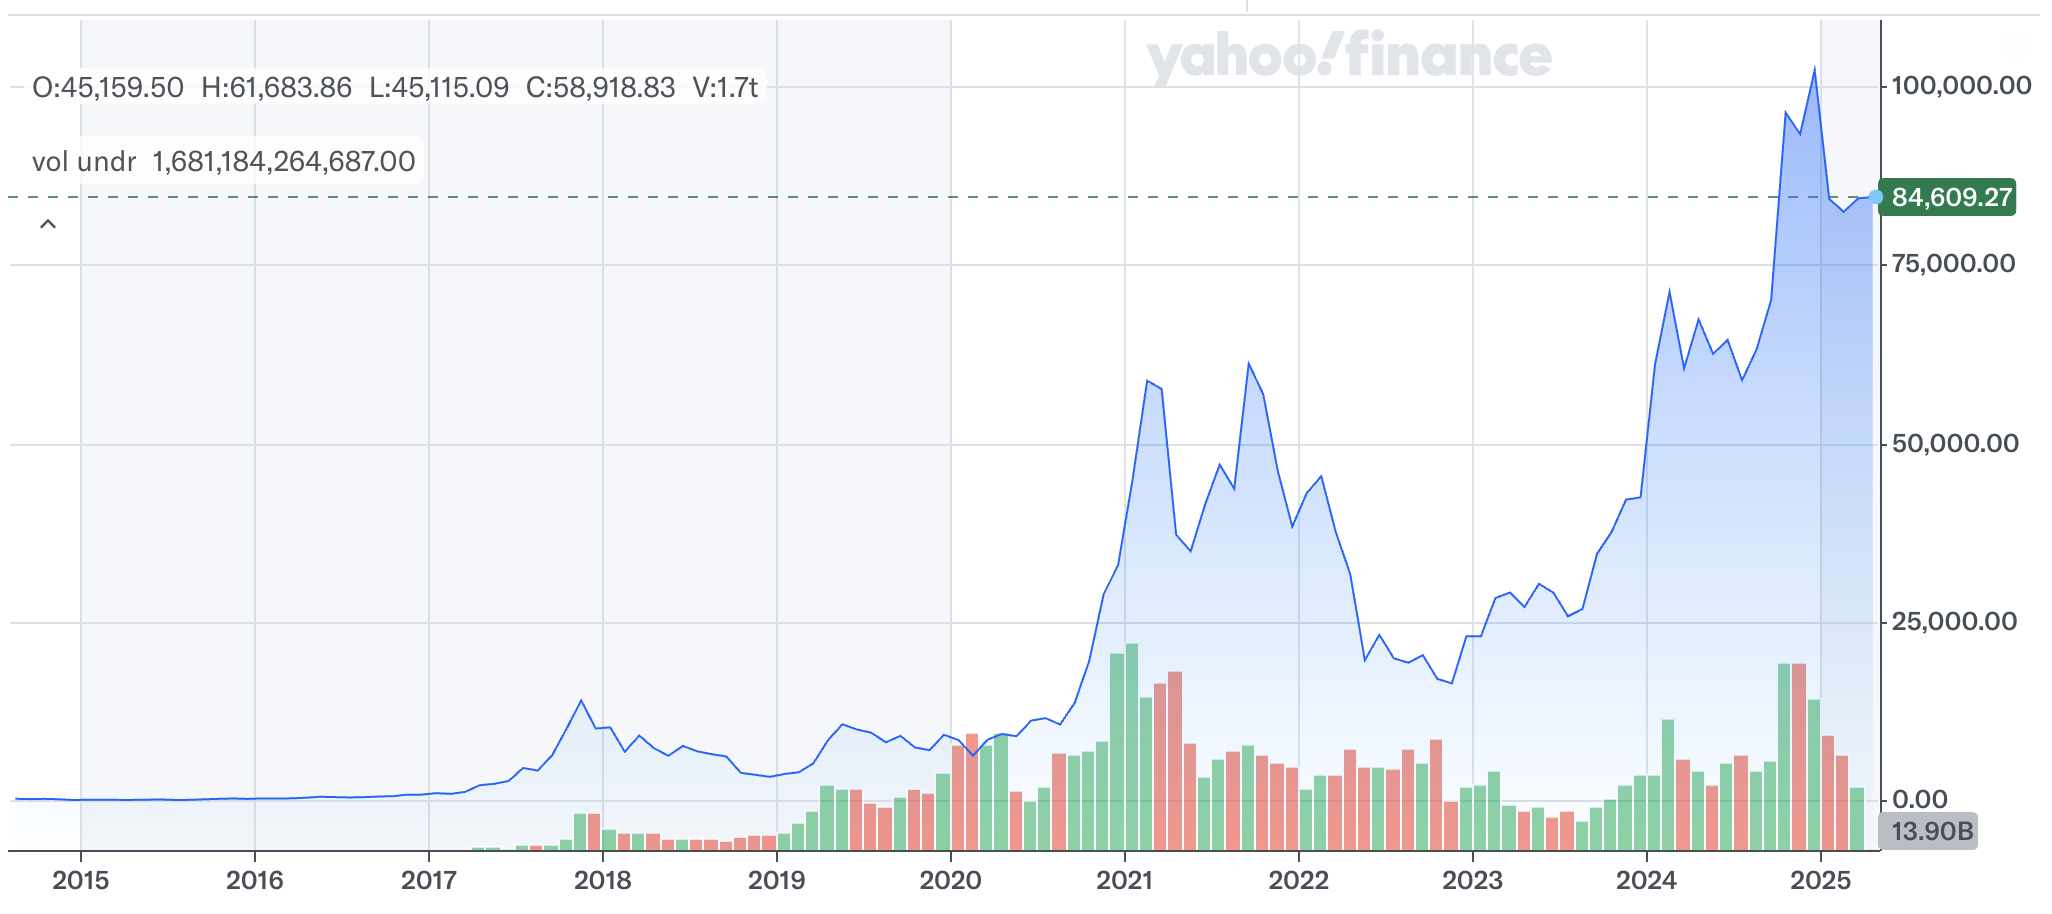 yahoo!finance
O:45,159.50 H:61,683.86 L:45,115.09 C:58,918.83 V:1.7t
100,000.00
vol undr 1,681,184,264,687.00
84,609.27
75,000.00
50,000.00
25,000.00
0.00
13.90B
2015 2016 2017 2018 2019 2020 2021 2022 2023 2024 2025